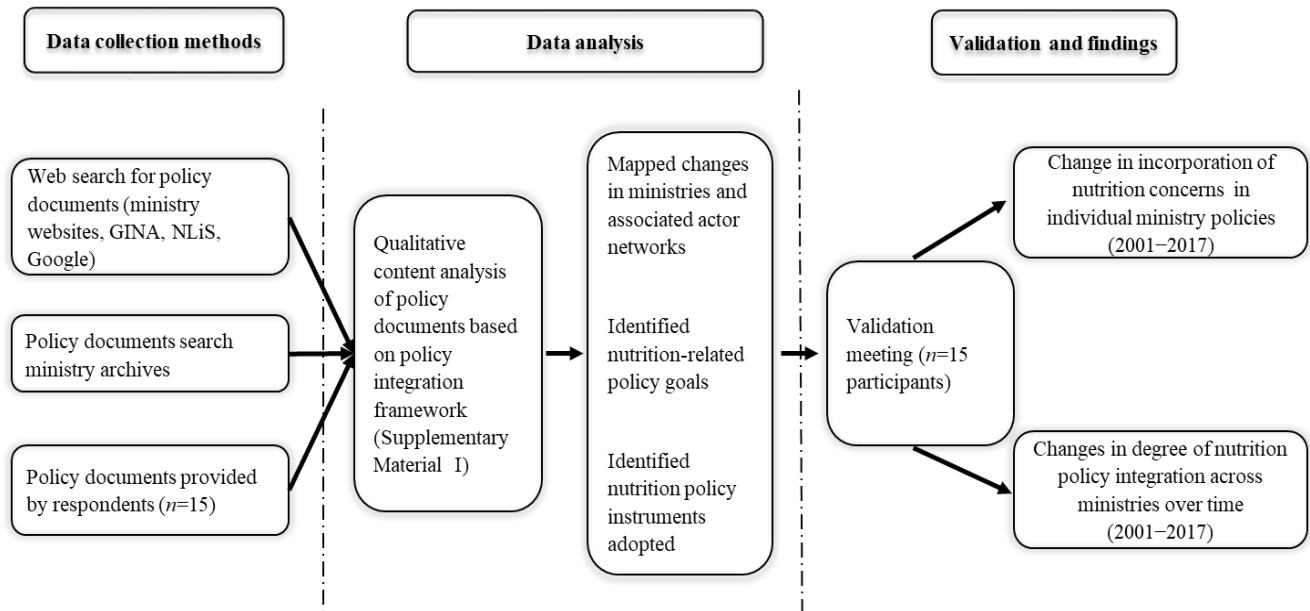 Data collection methods
Data analysis
Validation and findings
Web search for policy
documents (ministry
websites, GINA, NLiS,
Google)
Policy documents search
ministry archives
Policy documents provided
by respondents (n=15)
Qualitative
content analysis
of policy
documents based
on policy
integration
framework
(Supplementary
Material I)
Mapped changes
in ministries and
associated actor
networks
Identified
nutrition-related
policy goals
Identified
nutrition policy
instruments
adopted
Validation
meeting (n=15
participants)
Change in incorporation of
nutrition concerns in
individual ministry policies
(2001−2017)
Changes in degree of nutrition
policy integration across
ministries over time
(2001−2017)